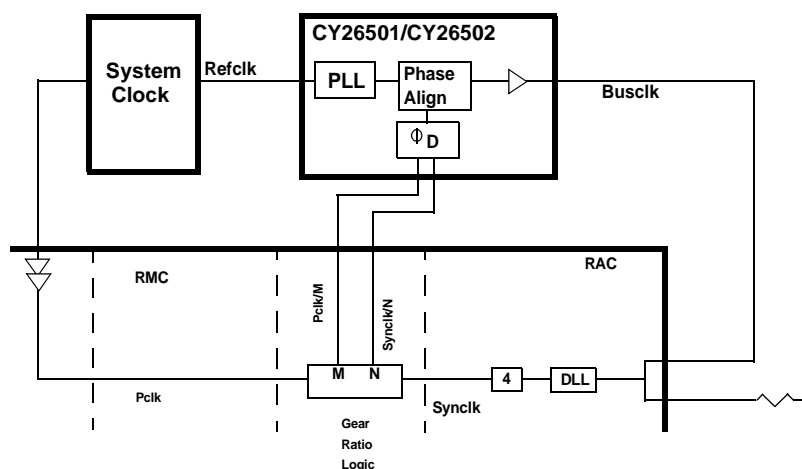 CY26501/CY26502
System
Clock
Refclk
PLL
Phase
Align
Busclk
Φ D
RMC
RAC
Pclk/M
Synclk/N
M N
4
DLL
Pclk
Synclk
Gear
Ratio
Logic